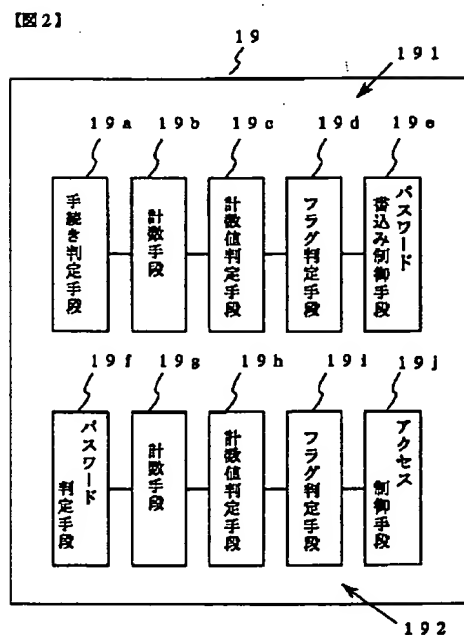 【図2】
19
191
19a
19b
19c
19d
19e
手続き判定手段
計数手段
計数値判定手段
フラグ判定手段
パスワード
書込み制御手段
19f
19g
19h
19i
19j
パスワード
判定手段
計数手段
計数値判定手段
フラグ判定手段
アクセス
制御手段
192